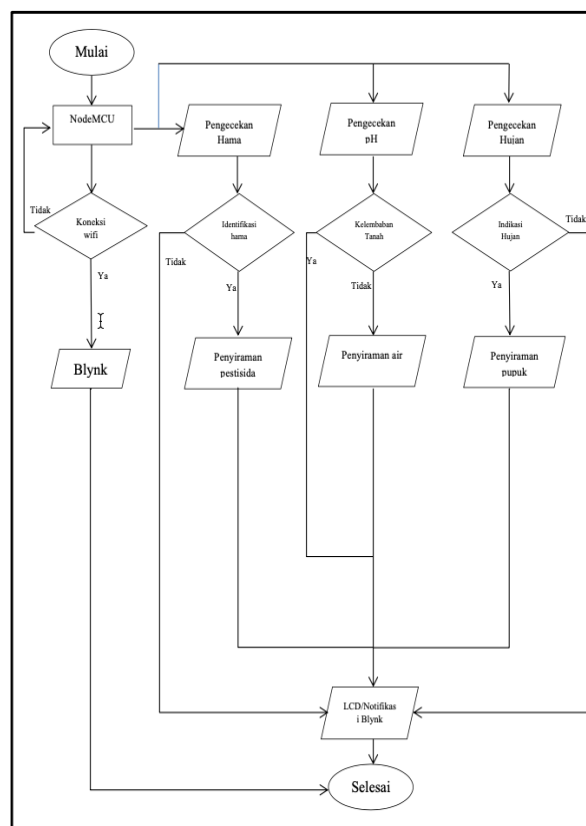 Mulai
NodeMCU
Pengecekan
Hama
Pengecekan
pH
Pengecekan
Hujan
Tidak
Koneksi
wifi
Ya
Identifikasi
hama
Tidak
Ya
Kelembaban
Tanah
Ya
Tidak
Indikasi
Hujan
Tidak
Ya
Blynk
Penyiraman
pestisida
Penyiraman air
Penyiraman
pupuk
LCD/Notifikas
i Blynk
Selesai